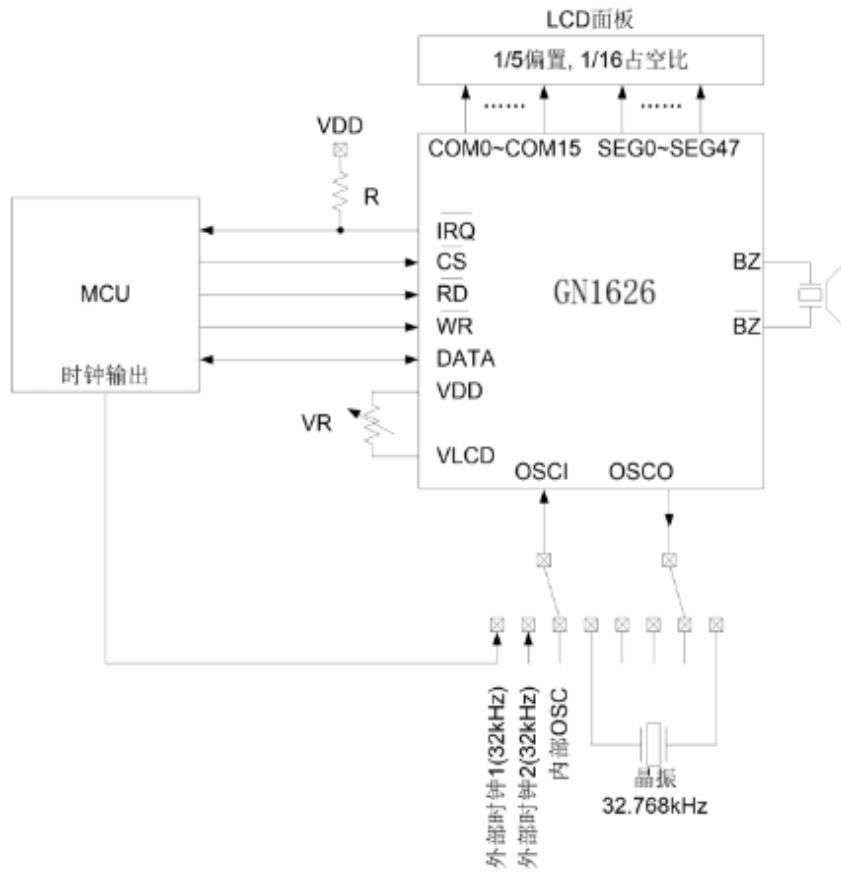 LCD面板
1/5偏置, 1/16占空比
······ ······
VDD
COM0~COM15 SEG0~SEG47
R
IRQ
CS
MCU
RD
GN1626
BZ
WR
BZ
DATA
时钟输出
VDD
VR
VLCD
OSCI OSCO
外部时钟1(32kHz)
外部时钟2(32kHz)
内部OSC
晶振
32.768kHz